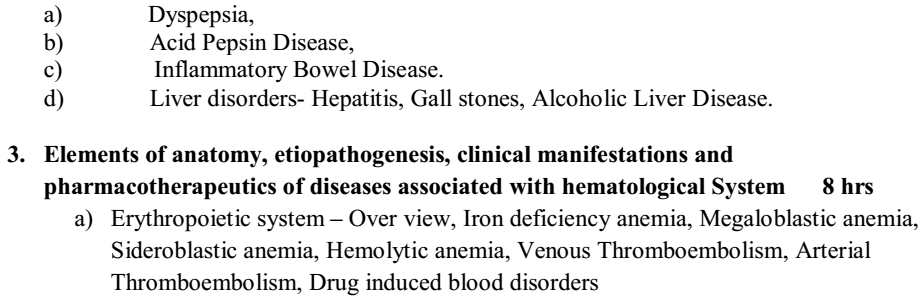 a) Dyspepsia,
b) Acid Pepsin Disease,
c) Inflammatory Bowel Disease.
d) Liver disorders- Hepatitis, Gall stones, Alcoholic Liver Disease.
3. Elements of anatomy, etiopathogenesis, clinical manifestations and
pharmacotherapeutics of diseases associated with hematological System 8 hrs
a) Erythropoietic system – Over view, Iron deficiency anemia, Megaloblastic anemia,
Sideroblastic anemia, Hemolytic anemia, Venous Thromboembolism, Arterial
Thromboembolism, Drug induced blood disorders